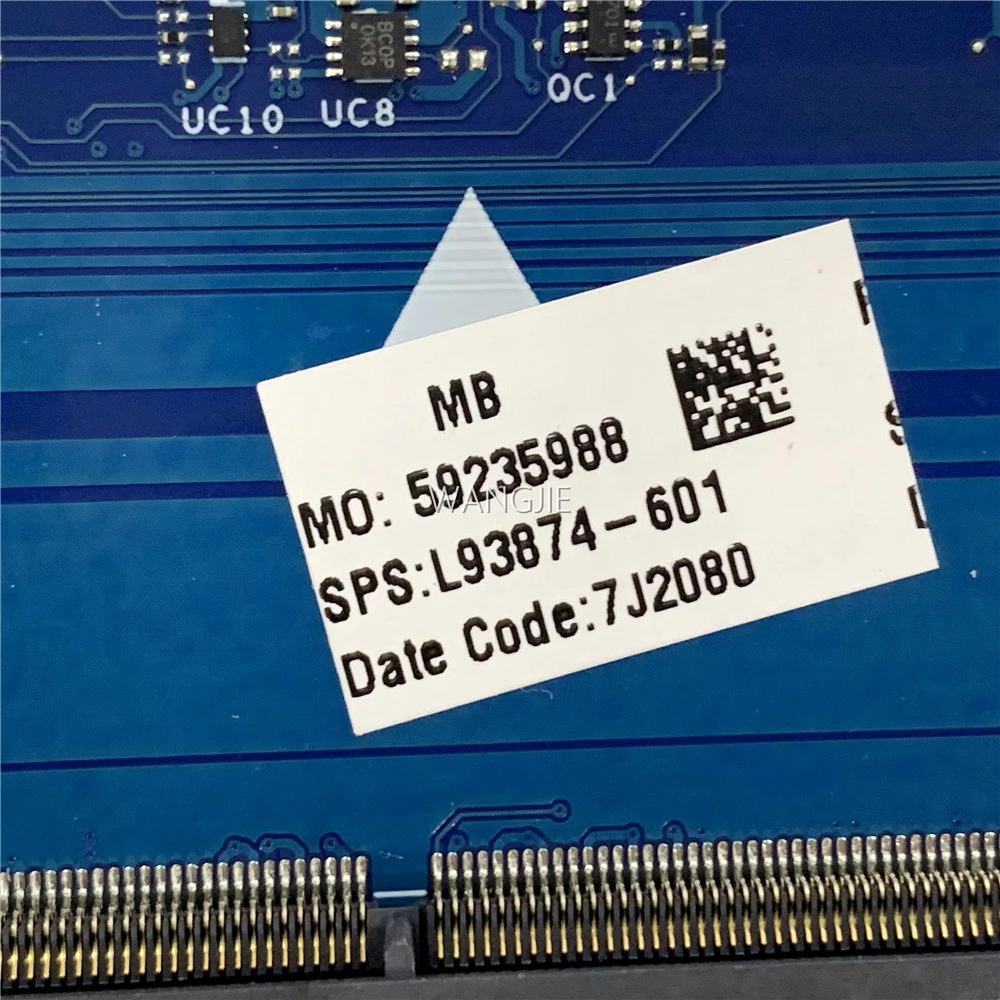 BCOP
0K13
UC10 UC8 QC1
MB
MO: 59235988
WANGJIE
SPS:L93874-601
Date Code:7J2080